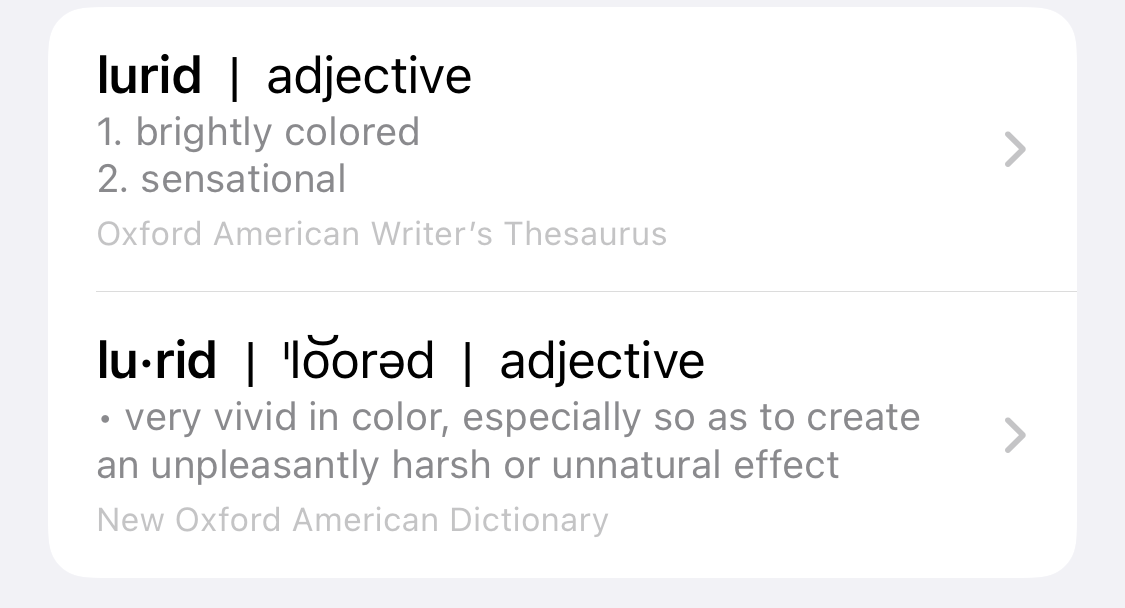 lurid | adjective
1. brightly colored
2. sensational
Oxford American Writer’s Thesaurus
lu·rid | ˈlo͝orəd | adjective
• very vivid in color, especially so as to create
an unpleasantly harsh or unnatural effect
New Oxford American Dictionary